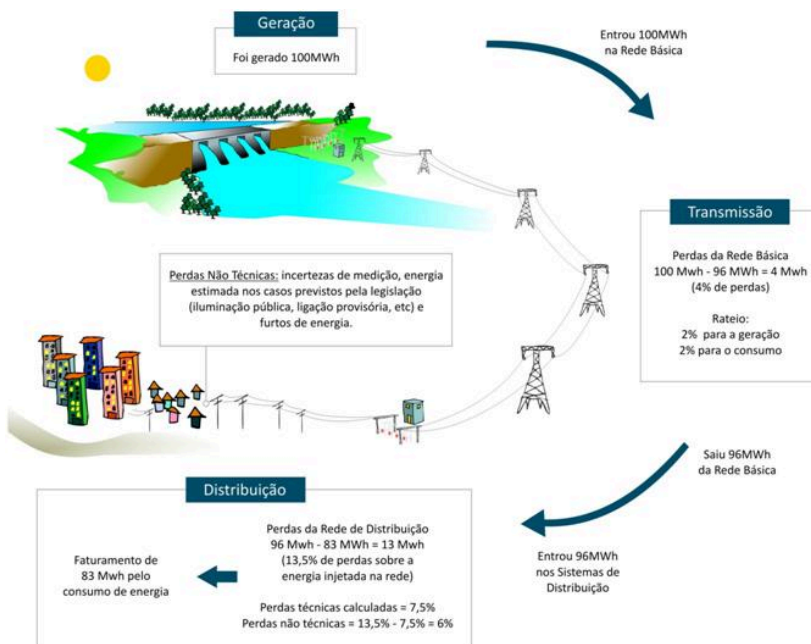 Geração
Foi gerado 100MWh
Entrou 100MWh
na Rede Básica
Transmissão
Perdas da Rede Básica
100 Mwh - 96 MWh = 4 Mwh
(4% de perdas)
Rateio:
2% para a geração
2% para o consumo
Perdas Não Técnicas: incertezas de medição, energia
estimada nos casos previstos pela legislação
(iluminação pública, ligação provisória, etc) e
furtos de energia.
Saiu 96MWh
da Rede Básica
Entrou 96MWh
nos Sistemas de
Distribuição
Distribuição
Perdas da Rede de Distribuição
96 Mwh - 83 MWh = 13 Mwh
(13,5% de perdas sobre a
energia injetada na rede)
Perdas técnicas calculadas = 7,5%
Perdas não técnicas = 13,5% - 7,5% = 6%
Faturamento de
83 Mwh pelo
consumo de energia